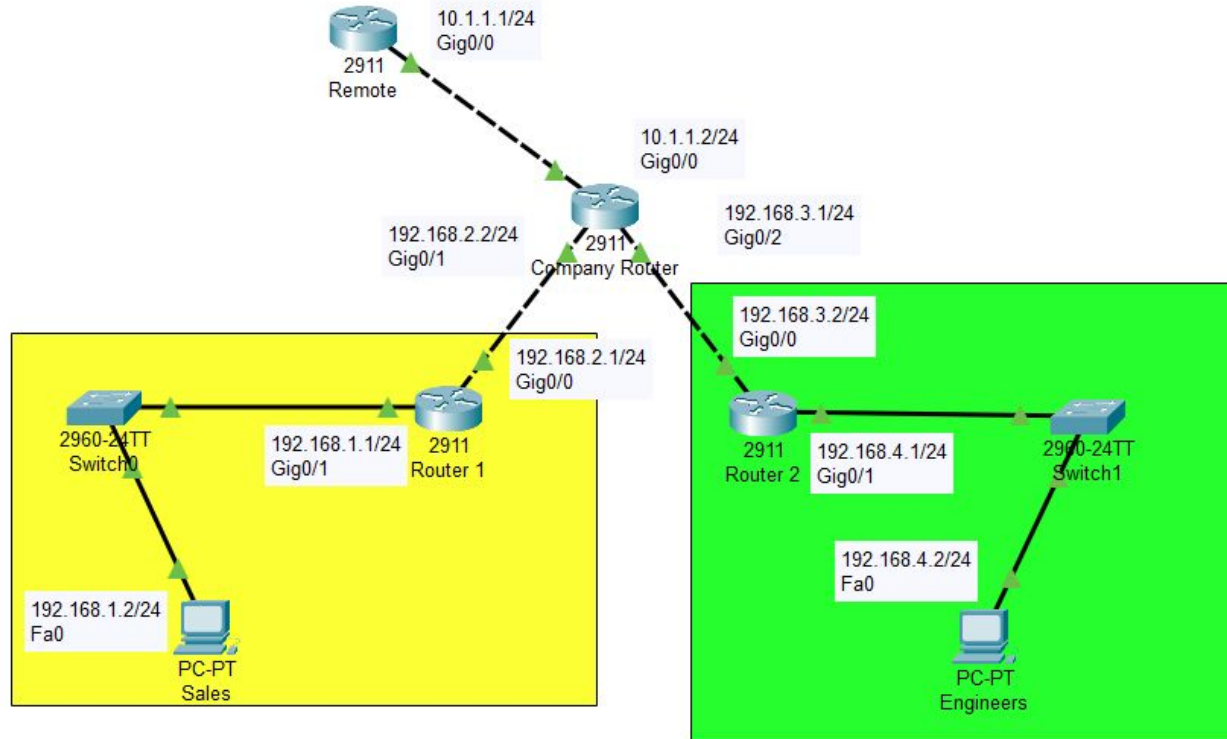 10.1.1.1/24
Gig0/0
2911
Remote
10.1.1.2/24
Gig0/0
192.168.2.2/24
Gig0/1
192.168.3.1/24
Gig0/2
2911
Company Router
192.168.2.1/24
Gig0/0
192.168.3.2/24
Gig0/0
2960-24TT
Switch0
192.168.1.1/24
Gig0/1
2911
Router 1
2911
Router 2
192.168.4.1/24
Gig0/1
2960-24TT
Switch1
192.168.1.2/24
Fa0
PC-PT
Sales
192.168.4.2/24
Fa0
PC-PT
Engineers